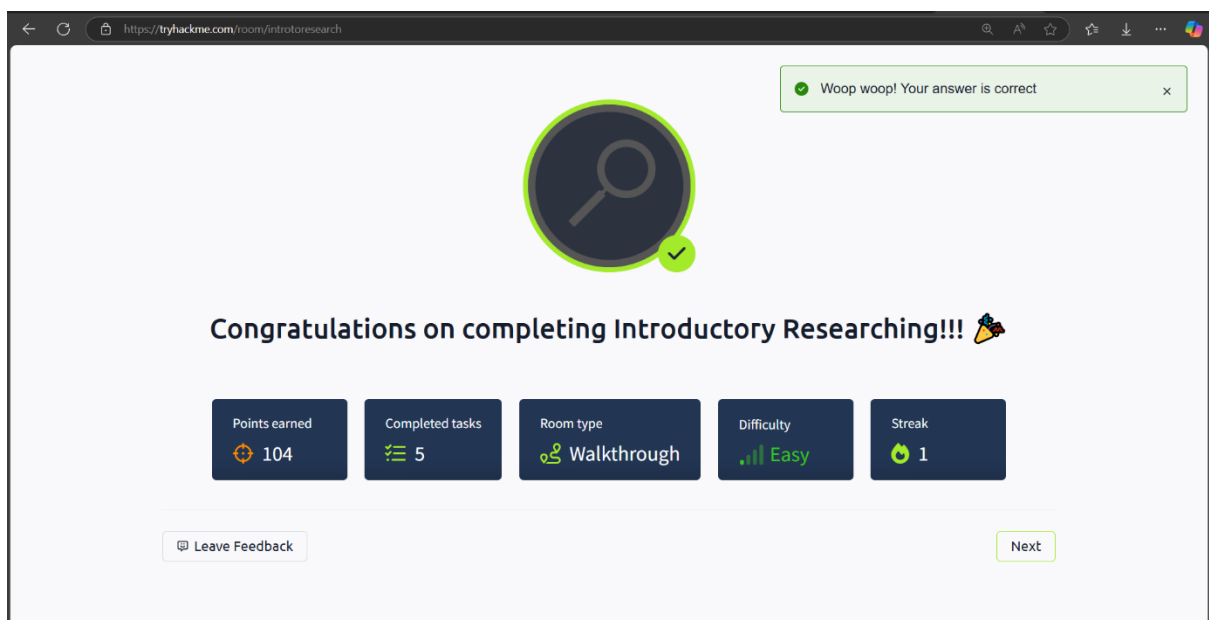 https://tryhackme.com/room/introtoresearch
Woop woop! Your answer is correct
Congratulations on completing Introductory Researching!!!
Points earned
104
Completed tasks
5
Room type
Walkthrough
Difficulty
Easy
Streak
1
Leave Feedback
Next